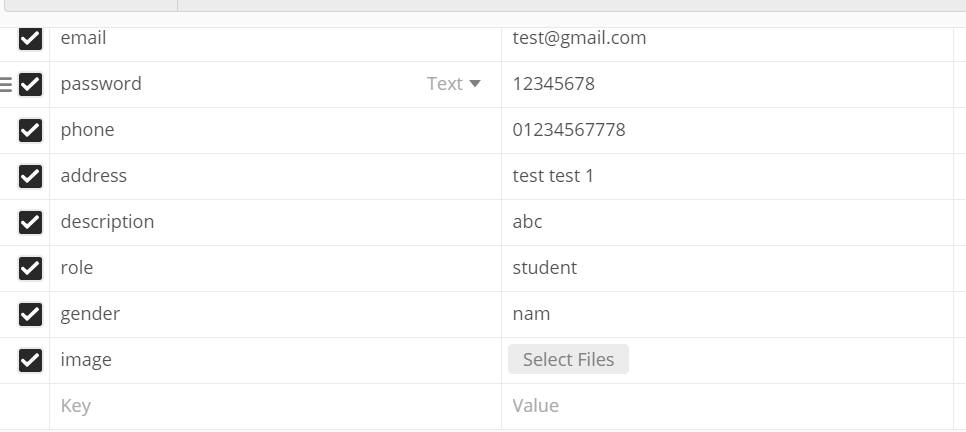 email test@gmail.com
password Text 12345678
phone 01234567778
address test test 1
description abc
role student
gender nam
image Select Files
Key Value